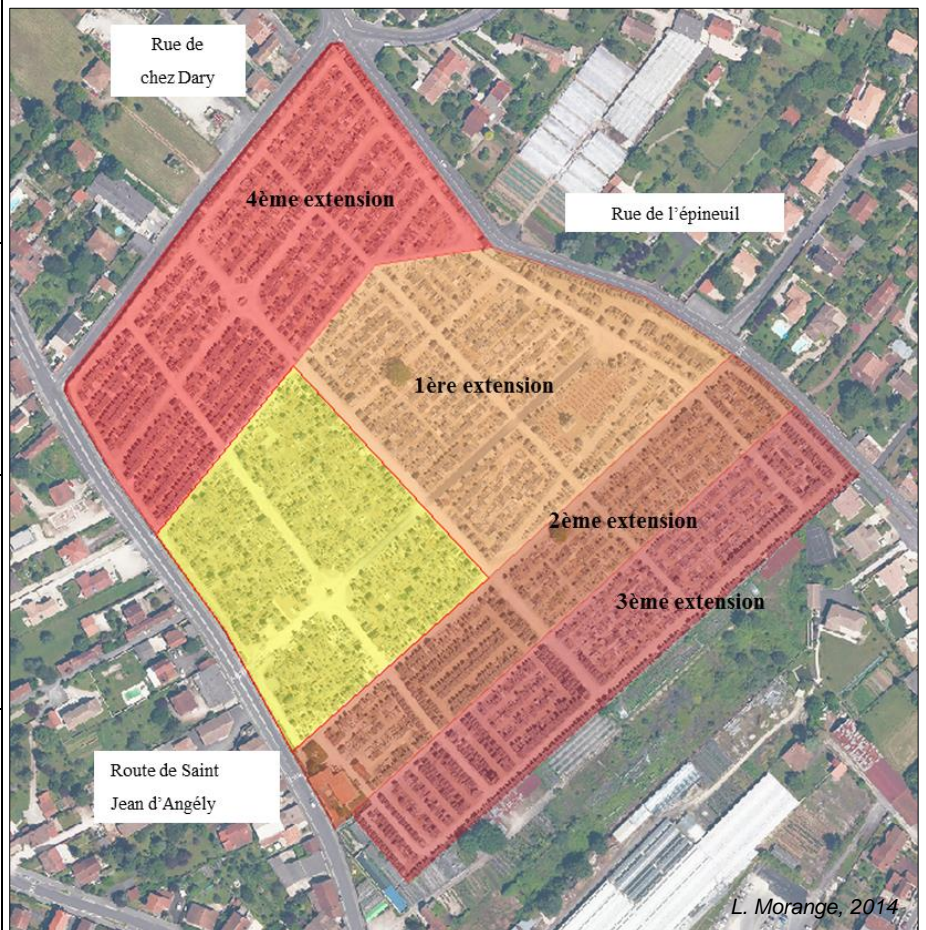 Rue de
chez Dary
4ème extension
Rue de l’épineuil
1ère extension
2ème extension
3ème extension
Route de Saint
Jean d’Angély
L. Morange, 2014